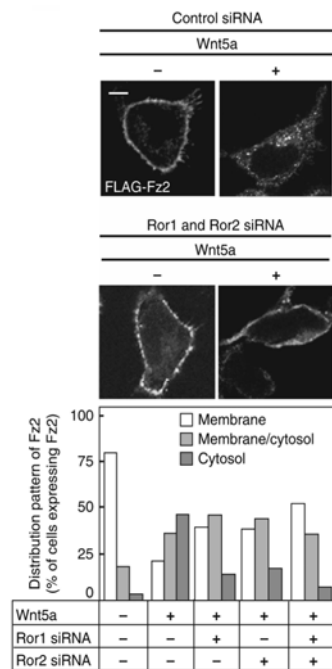 Control siRNA
Wnt5a
– +
FLAG-Fz2
Ror1 and Ror2 siRNA
Wnt5a
– +
Distribution pattern of Fz2
(% of cells expressing Fz2)
100
75
50
25
0
Membrane
Membrane/cytosol
Cytosol
Wnt5a – + + + +
Ror1 siRNA – – + – +
Ror2 siRNA – – – + +